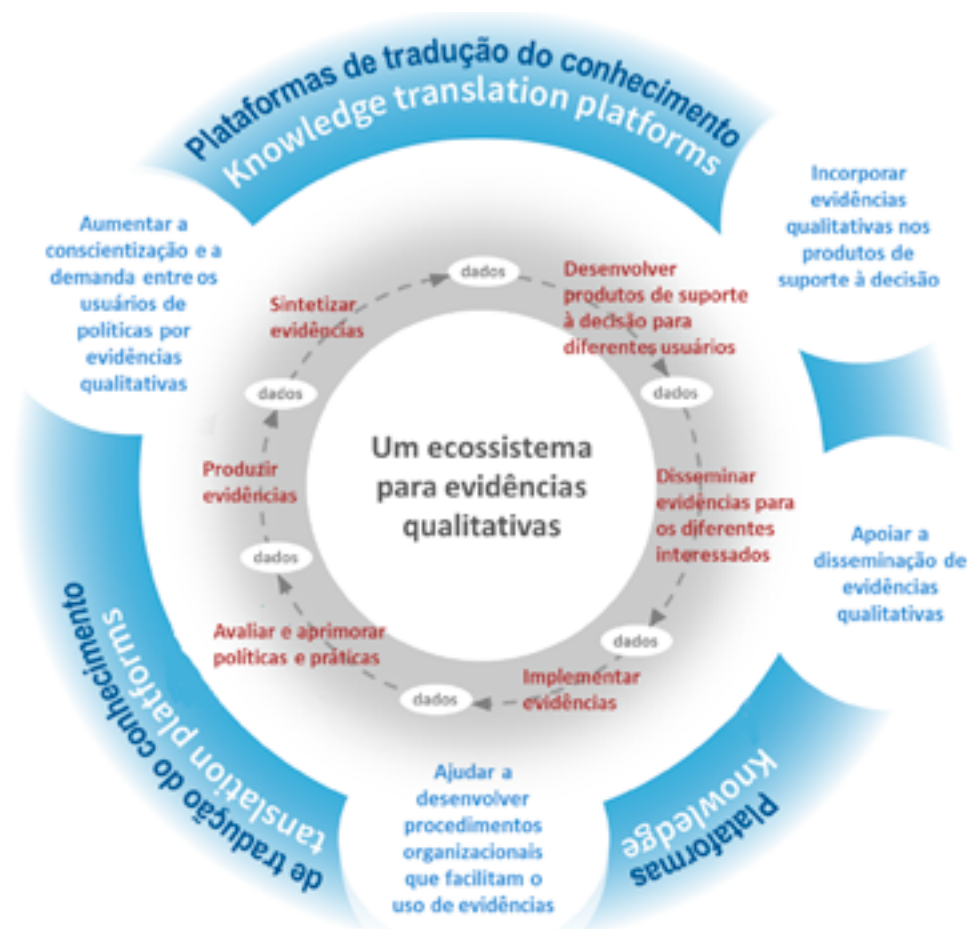 Plataformas de tradução do conhecimento
Knowledge translation platforms
Incorporar
evidências
qualitativas nos
produtos de
suporte à decisão
Aumentar a
conscientização e a
demanda entre os
usuários de
políticas por
evidências
qualitativas
dados
Desenvolver
produtos de suporte
à decisão para
diferentes usuários
Sintetizar
evidências
dados
dados
Um ecossistema
para evidências
qualitativas
Produzir
evidências
Disseminar
evidências para
os diferentes
interessados
Apoiar a
disseminação de
evidências
qualitativas
dados
Avaliar e aprimorar
políticas e práticas
dados
Implementar
evidências
dados
Ajudar a
desenvolver
procedimentos
organizacionais
que facilitam o
uso de evidências
Plataformas
Knowledge
de tradução do conhecimento
translation platforms